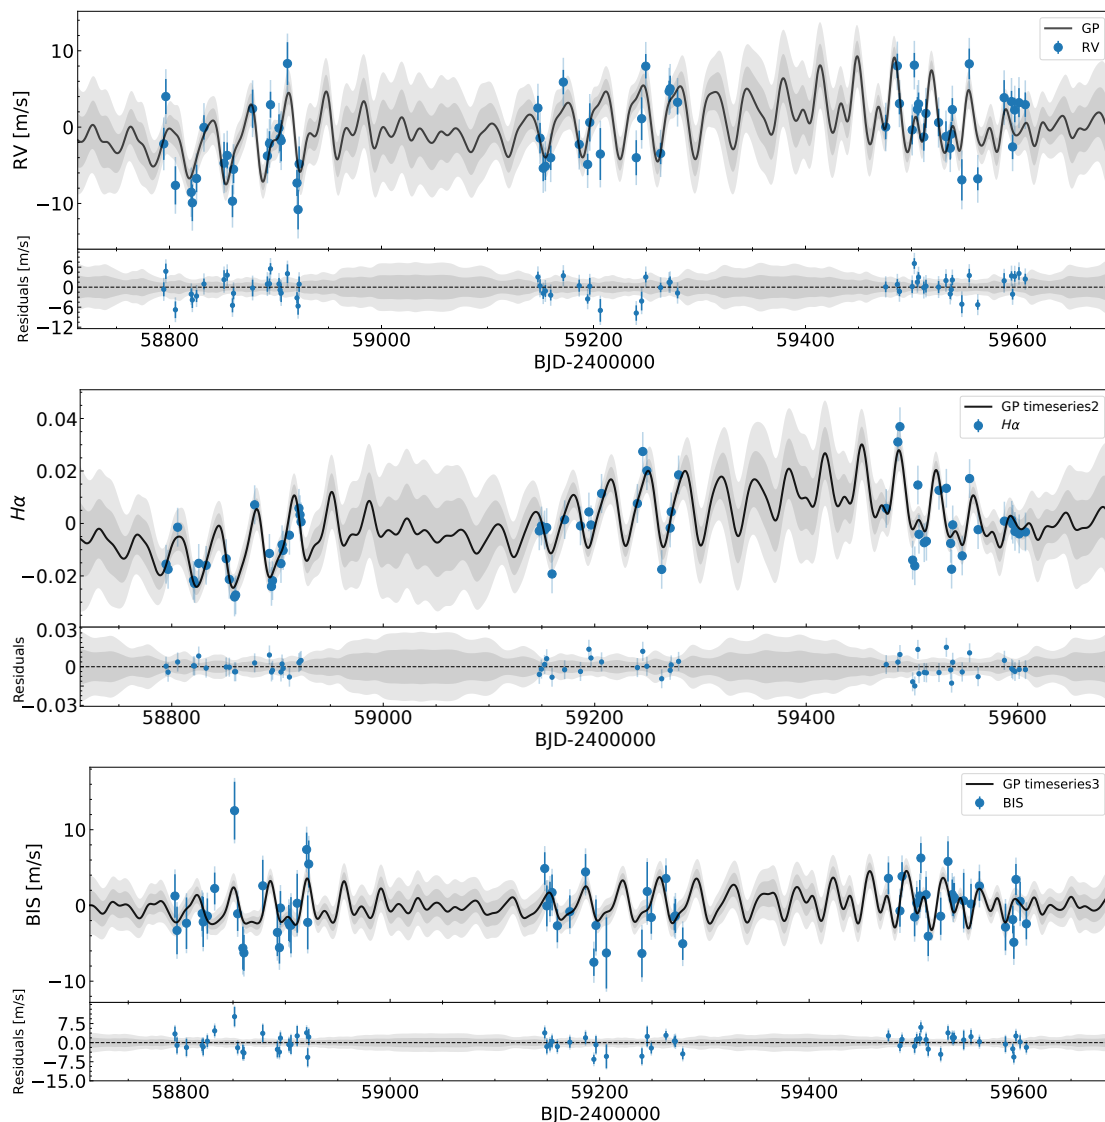 10
0
−10
RV [m/s]
GP
RV
6
0
−6
−12
Residuals [m/s]
58800 59000 59200 59400 59600
BJD-2400000
0.04
0.02
0
−0.02
Hα
GP timeseries2
Hα
0.03
0
−0.03
Residuals
58800 59000 59200 59400 59600
BJD-2400000
10
0
−10
BIS [m/s]
GP timeseries3
BIS
7.5
0.0
−7.5
−15.0
Residuals [m/s]
58800 59000 59200 59400 59600
BJD-2400000